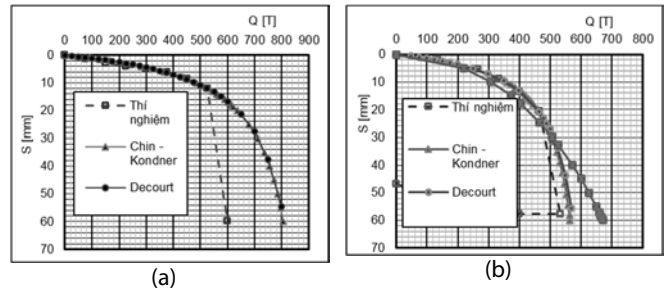 Q [T]
0 100 200 300 400 500 600 700 800 900
0
10
20
30
40
50
60
70
S [mm]
Thí
nghiệm
Chin -
Kondner
Decourt
(a)
Q [T]
0 100 200 300 400 500 600 700 800
0
10
20
30
40
50
60
70
S [mm]
Thí
nghiệm
Chin -
Kondner
Decourt
(b)